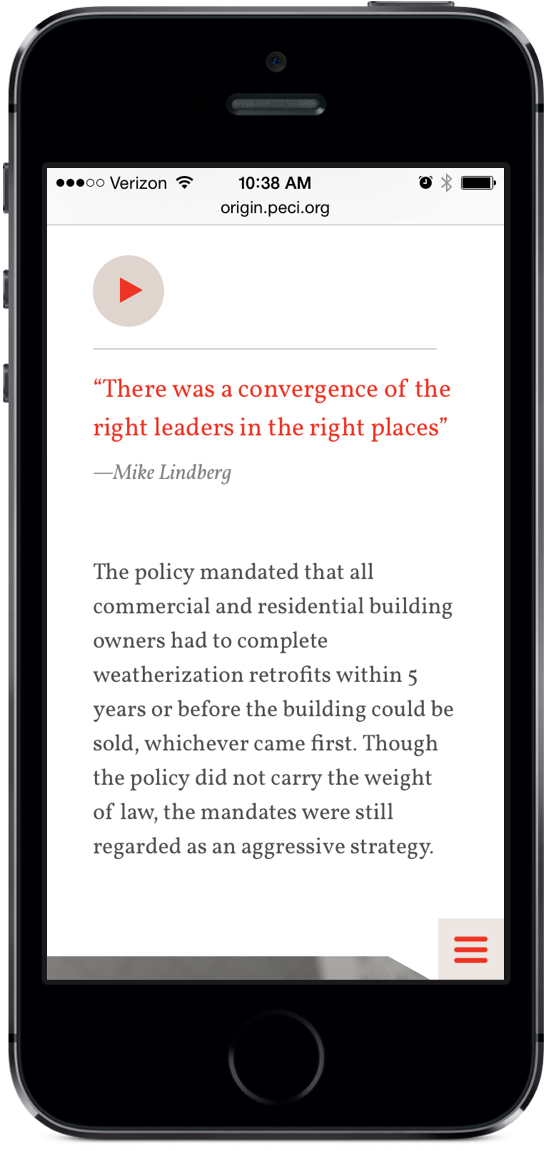 Verizon 10:38 AM
origin.peci.org
“There was a convergence of the
right leaders in the right places”
—Mike Lindberg
The policy mandated that all
commercial and residential building
owners had to complete
weatherization retrofits within 5
years or before the building could be
sold, whichever came first. Though
the policy did not carry the weight
of law, the mandates were still
regarded as an aggressive strategy.